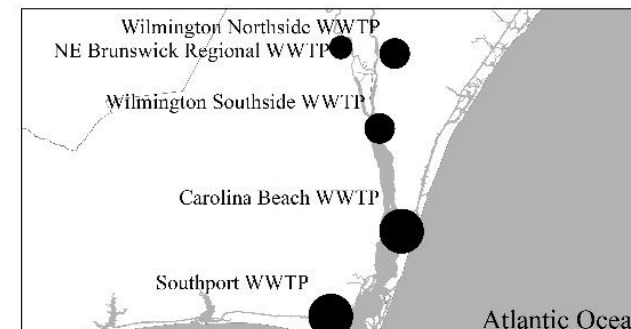 Wilmington Northside WWTP
NE Brunswick Regional WWTP
Wilmington Southside WWTP
Carolina Beach WWTP
Southport WWTP
Atlantic Ocea